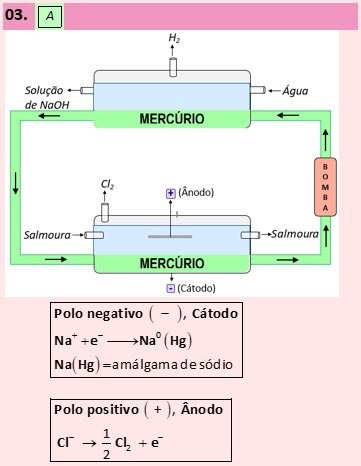 03. A
H₂
Solução
de NaOH
Água
MERCÚRIO
B
O
M
B
A
Cl₂
+ (Ânodo)
Salmoura
Salmoura
MERCÚRIO
- (Cátodo)
Polo negativo ( − ), Cátodo
Na⁺ + e⁻ ⟶ Na⁰ (Hg)
Na(Hg) = amálgama de sódio
Polo positivo ( + ), Ânodo
Cl⁻ → 1/2 Cl₂ + e⁻